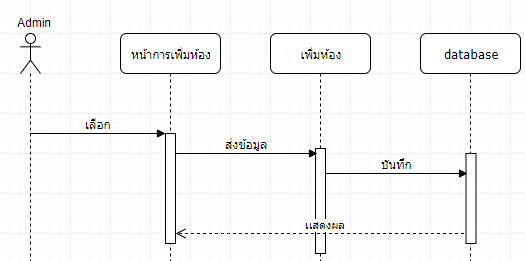 Admin
หน้าการเพิ่มห้อง
เพิ่มห้อง
database
เลือก
ส่งข้อมูล
บันทึก
แสดงผล